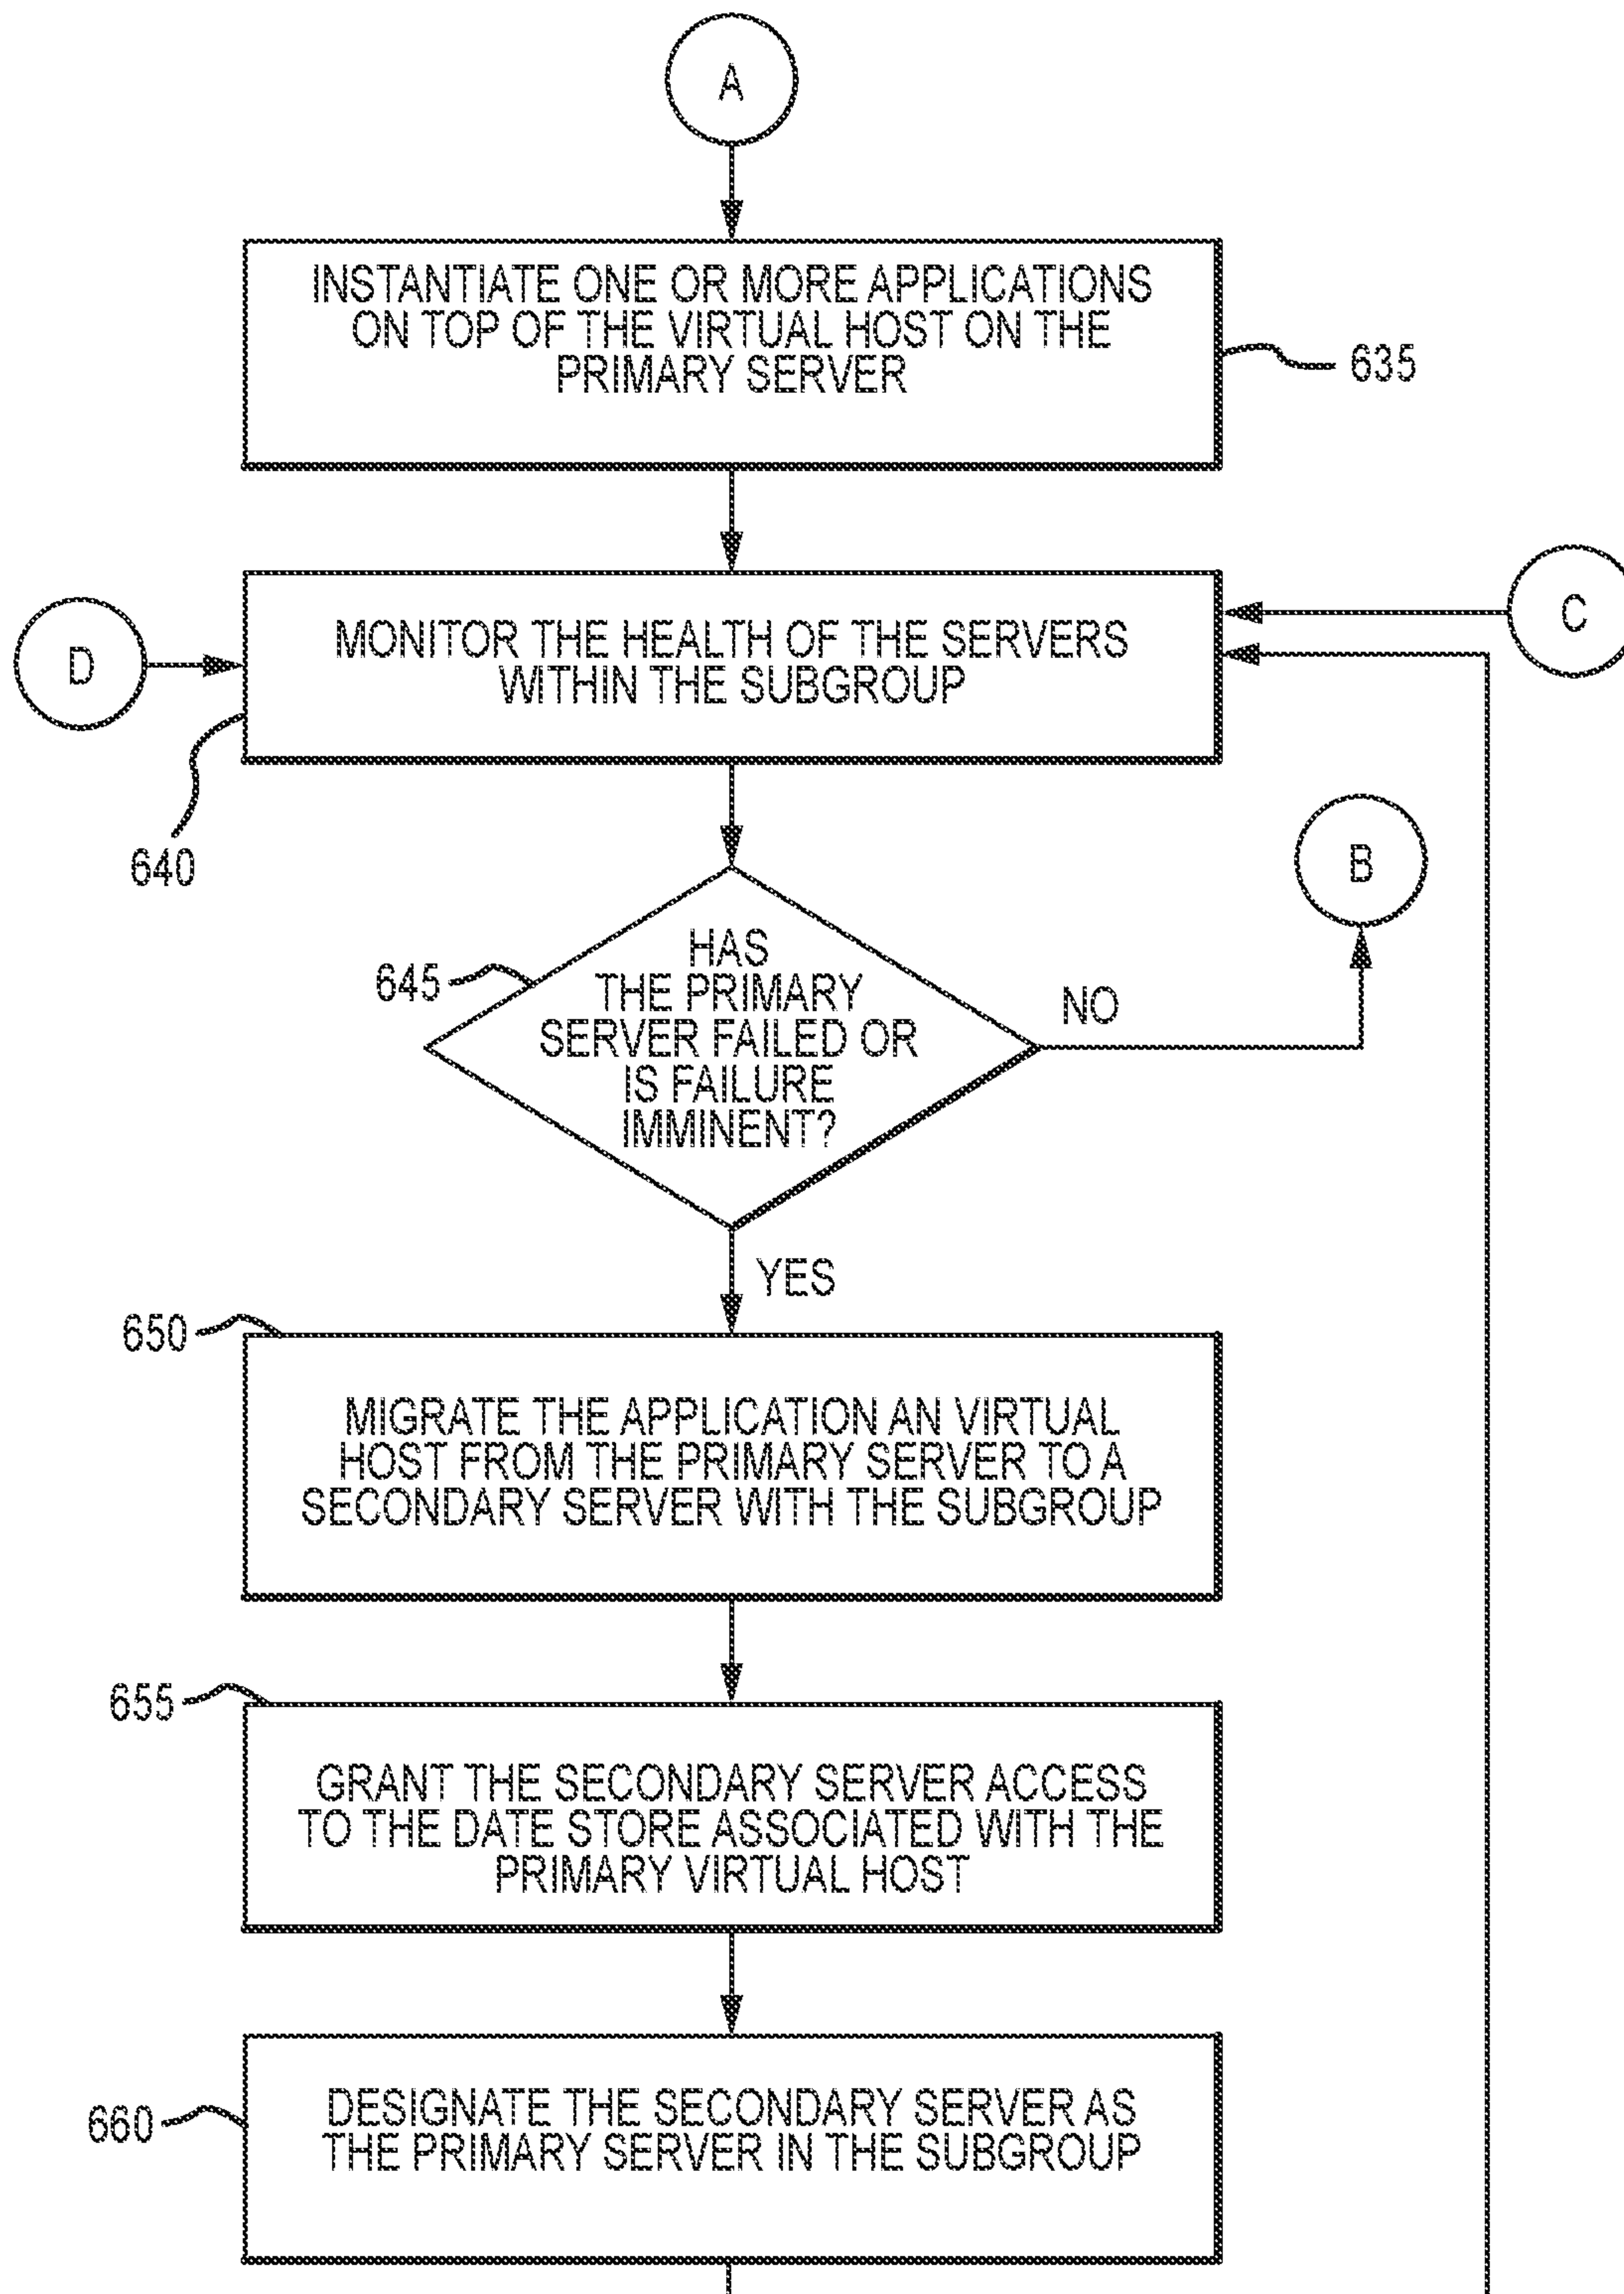 A
INSTANTIATE ONE OR MORE APPLICATIONS
ON TOP OF THE VIRTUAL HOST ON THE
PRIMARY SERVER
635
C
D
MONITOR THE HEALTH OF THE SERVERS
WITHIN THE SUBGROUP
640
B
645
HAS
THE PRIMARY
SERVER FAILED OR
IS FAILURE
IMMINENT?
NO
YES
650
MIGRATE THE APPLICATION AN VIRTUAL
HOST FROM THE PRIMARY SERVER TO A
SECONDARY SERVER WITH THE SUBGROUP
655
GRANT THE SECONDARY SERVER ACCESS
TO THE DATE STORE ASSOCIATED WITH THE
PRIMARY VIRTUAL HOST
660
DESIGNATE THE SECONDARY SERVER AS
THE PRIMARY SERVER IN THE SUBGROUP